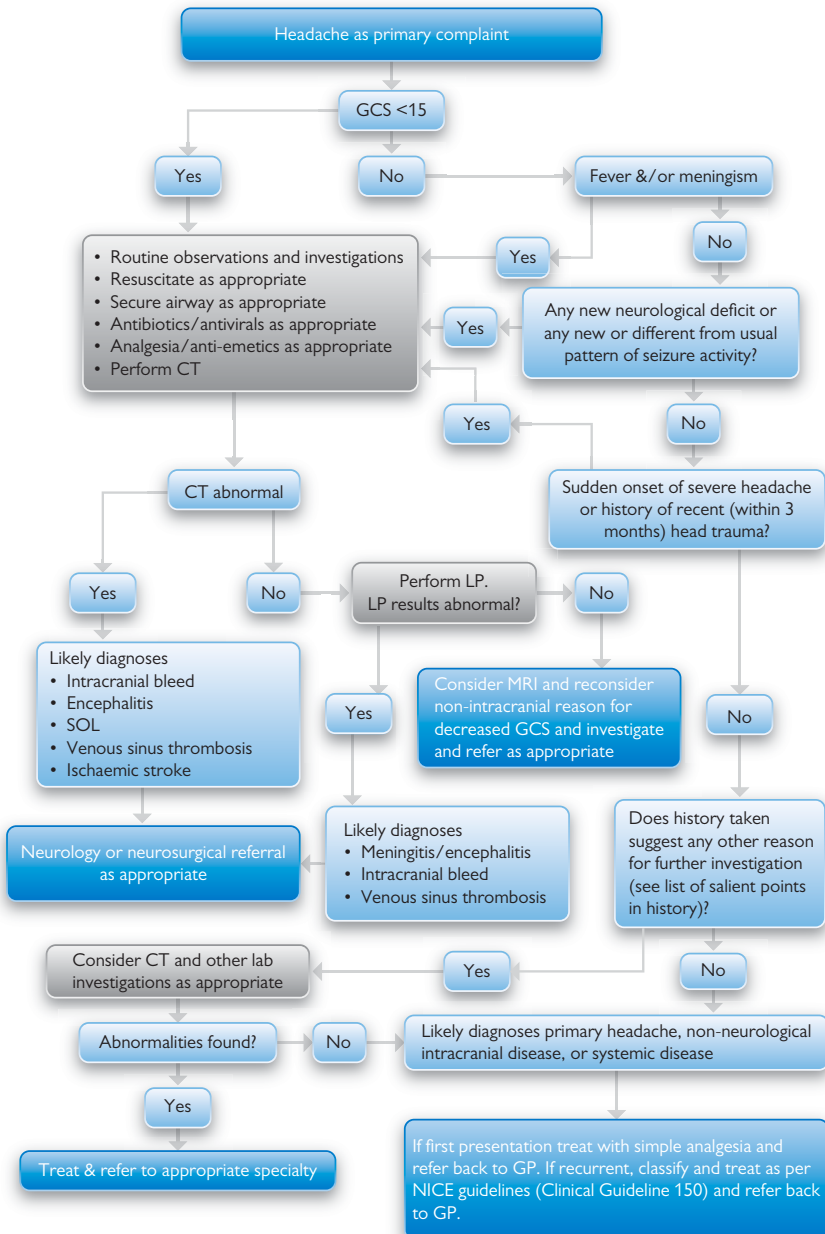 Headache as primary complaint
GCS <15
Yes
No
Fever &/or meningism
Yes
No
• Routine observations and investigations
• Resuscitate as appropriate
• Secure airway as appropriate
• Antibiotics/antivirals as appropriate
• Analgesia/anti-emetics as appropriate
• Perform CT
Yes
Any new neurological deficit or
any new or different from usual
pattern of seizure activity?
Yes
No
CT abnormal
Sudden onset of severe headache
or history of recent (within 3
months) head trauma?
Yes
No
Perform LP.
LP results abnormal?
No
Likely diagnoses
• Intracranial bleed
• Encephalitis
• SOL
• Venous sinus thrombosis
• Ischaemic stroke
Yes
Consider MRI and reconsider
non-intracranial reason for
decreased GCS and investigate
and refer as appropriate
No
Neurology or neurosurgical referral
as appropriate
Likely diagnoses
• Meningitis/encephalitis
• Intracranial bleed
• Venous sinus thrombosis
Does history taken
suggest any other reason
for further investigation
(see list of salient points
in history)?
Consider CT and other lab
investigations as appropriate
Yes
No
Abnormalities found?
No
Likely diagnoses primary headache, non-neurological
intracranial disease, or systemic disease
Yes
Treat & refer to appropriate specialty
If first presentation treat with simple analgesia and
refer back to GP. If recurrent, classify and treat as per
NICE guidelines (Clinical Guideline 150) and refer back
to GP.